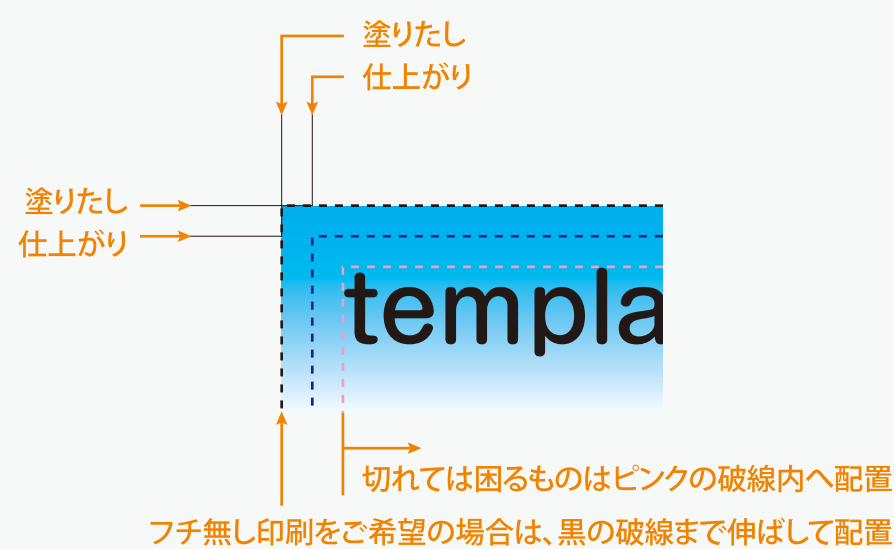 塗りたし
仕上がり
塗りたし
仕上がり
templa
切れては困るものはピンクの破線内へ配置
フチ無し印刷をご希望の場合は、黒の破線まで伸ばして配置